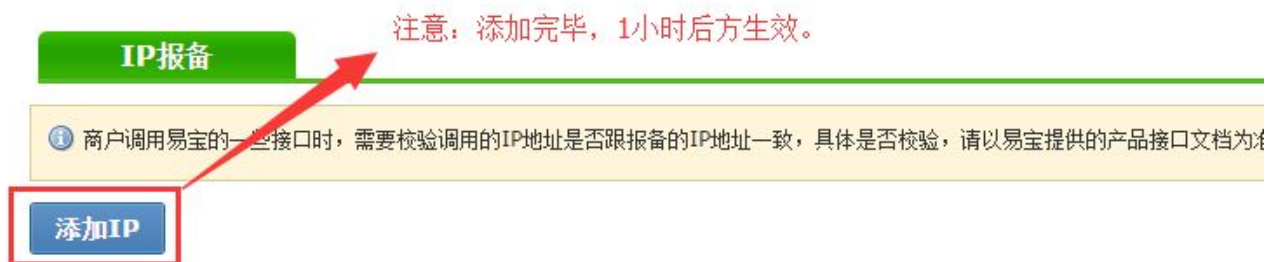 注意：添加完毕，1小时后方生效。
IP报备
商户调用易宝的一些接口时，需要校验调用的IP地址是否跟报备的IP地址一致，具体是否校验，请以易宝提供的产品接口文档为准
添加IP